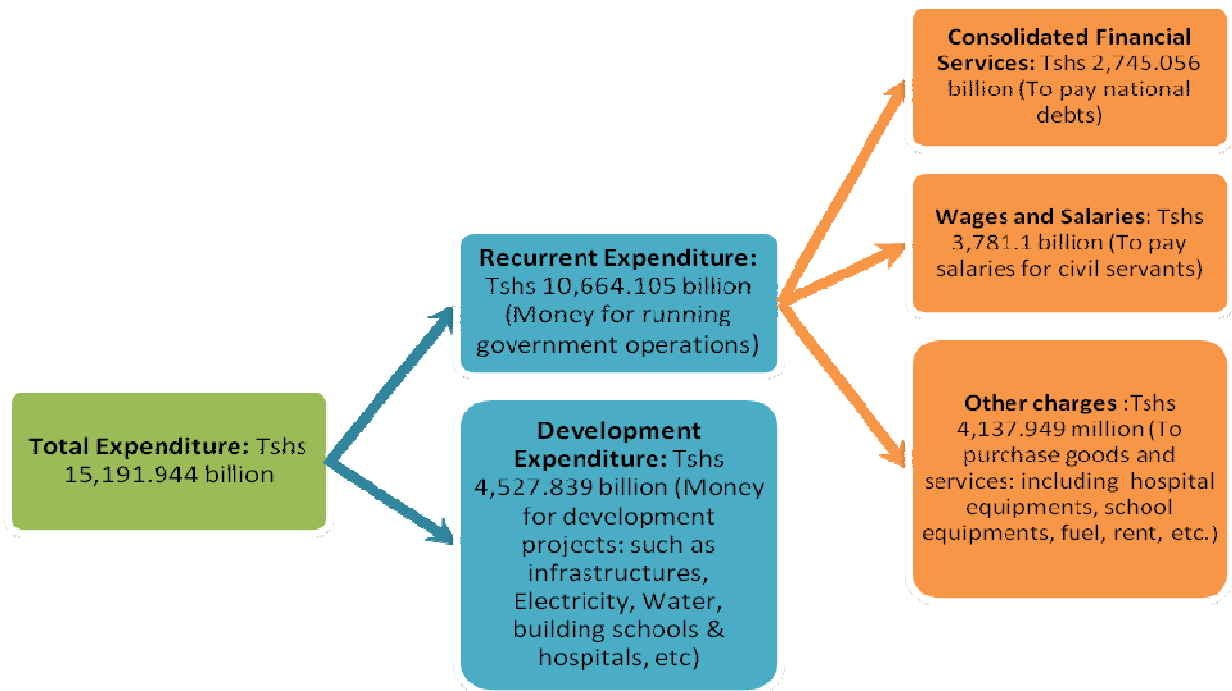 Total Expenditure: Tshs
15,191.944 billion
Recurrent Expenditure:
Tshs 10,664.105 billion
(Money for running
government operations)
Development
Expenditure: Tshs
4,527.839 billion (Money
for development
projects: such as
infrastructures,
Electricity, Water,
building schools &
hospitals, etc)
Consolidated Financial
Services: Tshs 2,745.056
billion (To pay national
debts)
Wages and Salaries: Tshs
3,781.1 billion (To pay
salaries for civil servants)
Other charges :Tshs
4,137.949 million (To
purchase goods and
services: including hospital
equipments, school
equipments, fuel, rent, etc.)